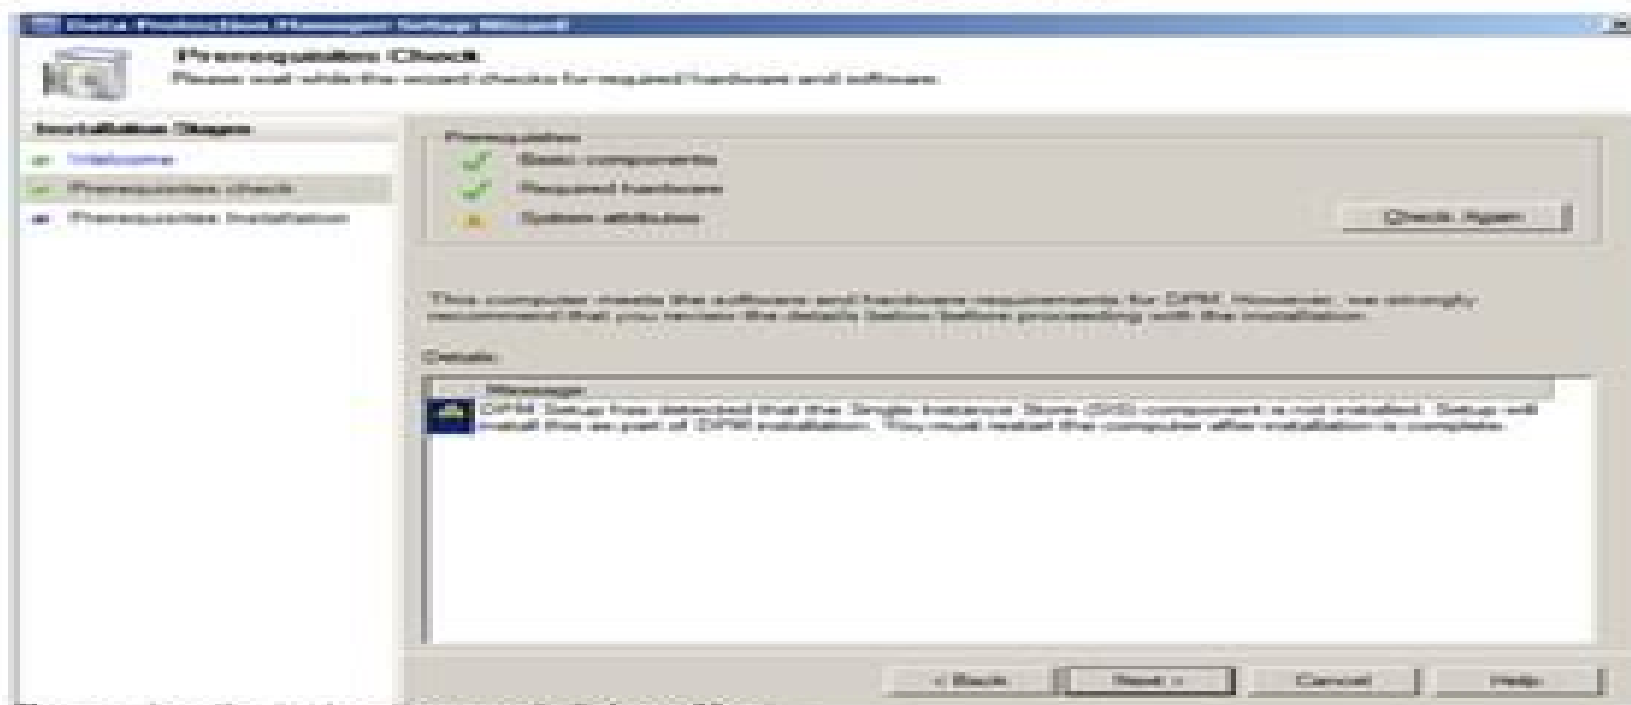 Data Protection Manager Setup Wizard
Prerequisites Check
Please wait while the wizard checks for required hardware and software.
Installation Stages
Welcome
Prerequisites check
Prerequisites installation
Prerequisites
Basic components
Required hardware
System attributes
Check Again
This computer meets the software and hardware requirements for DPM. However, we strongly
recommend that you review the details below before proceeding with the installation.
Details:
Message
DPM Setup has detected that the Single Instance Store (SIS) component is not installed. Setup will
install this as part of DPM installation. You must restart the computer after installation is complete.
< Back
Next >
Cancel
Help